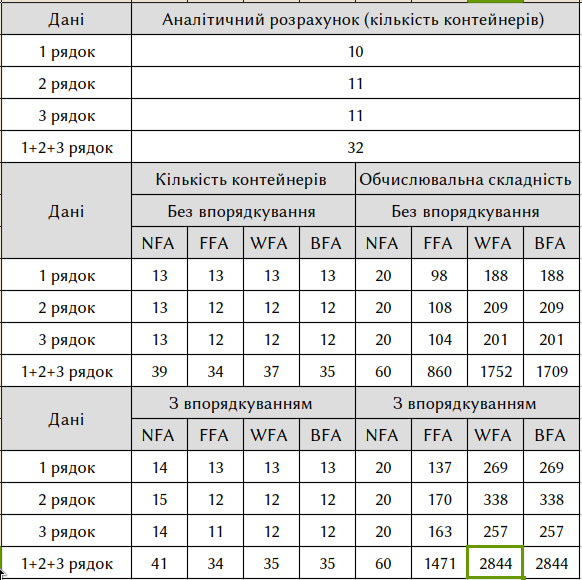 Дані Аналітичний розрахунок (кількість контейнерів)
1 рядок 10
2 рядок 11
3 рядок 11
1+2+3 рядок 32
Дані Кількість контейнерів Обчислювальна складність
Без впорядкування Без впорядкування
NFA FFA WFA BFA NFA FFA WFA BFA
1 рядок 13 13 13 13 20 98 188 188
2 рядок 13 12 12 12 20 108 209 209
3 рядок 13 12 12 12 20 104 201 201
1+2+3 рядок 39 34 37 35 60 860 1752 1709
Дані З впорядкуванням З впорядкуванням
NFA FFA WFA BFA NFA FFA WFA BFA
1 рядок 14 13 13 13 20 137 269 269
2 рядок 15 12 12 12 20 170 338 338
3 рядок 14 11 12 12 20 163 257 257
1+2+3 рядок 41 34 35 35 60 1471 2844 2844